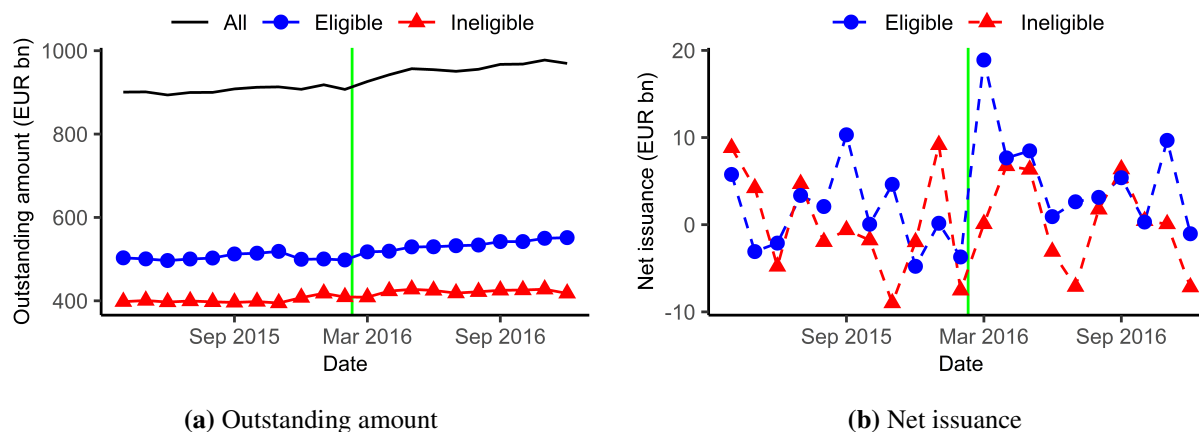 All Eligible Ineligible
Outstanding amount (EUR bn)
1000
800
600
400
Sep 2015 Mar 2016 Sep 2016
Date
(a) Outstanding amount
Eligible Ineligible
Net issuance (EUR bn)
20
10
0
-10
Sep 2015 Mar 2016 Sep 2016
Date
(b) Net issuance